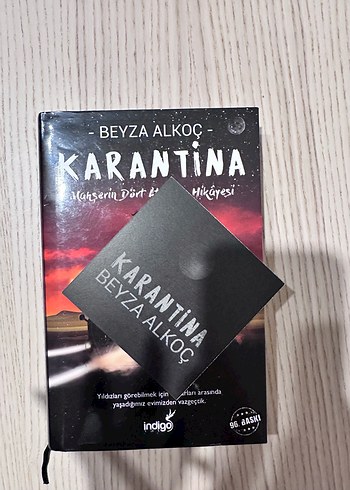 - BEYZA ALKOÇ -
KARANTİNA
Mahşerin Dört Hikâyesi
KARANTİNA
BEYZA ALKOÇ
Yıldızları görebilmek için arasında
yaşadığımız evimizden vazgeçtik.
indigo
96. BASKI